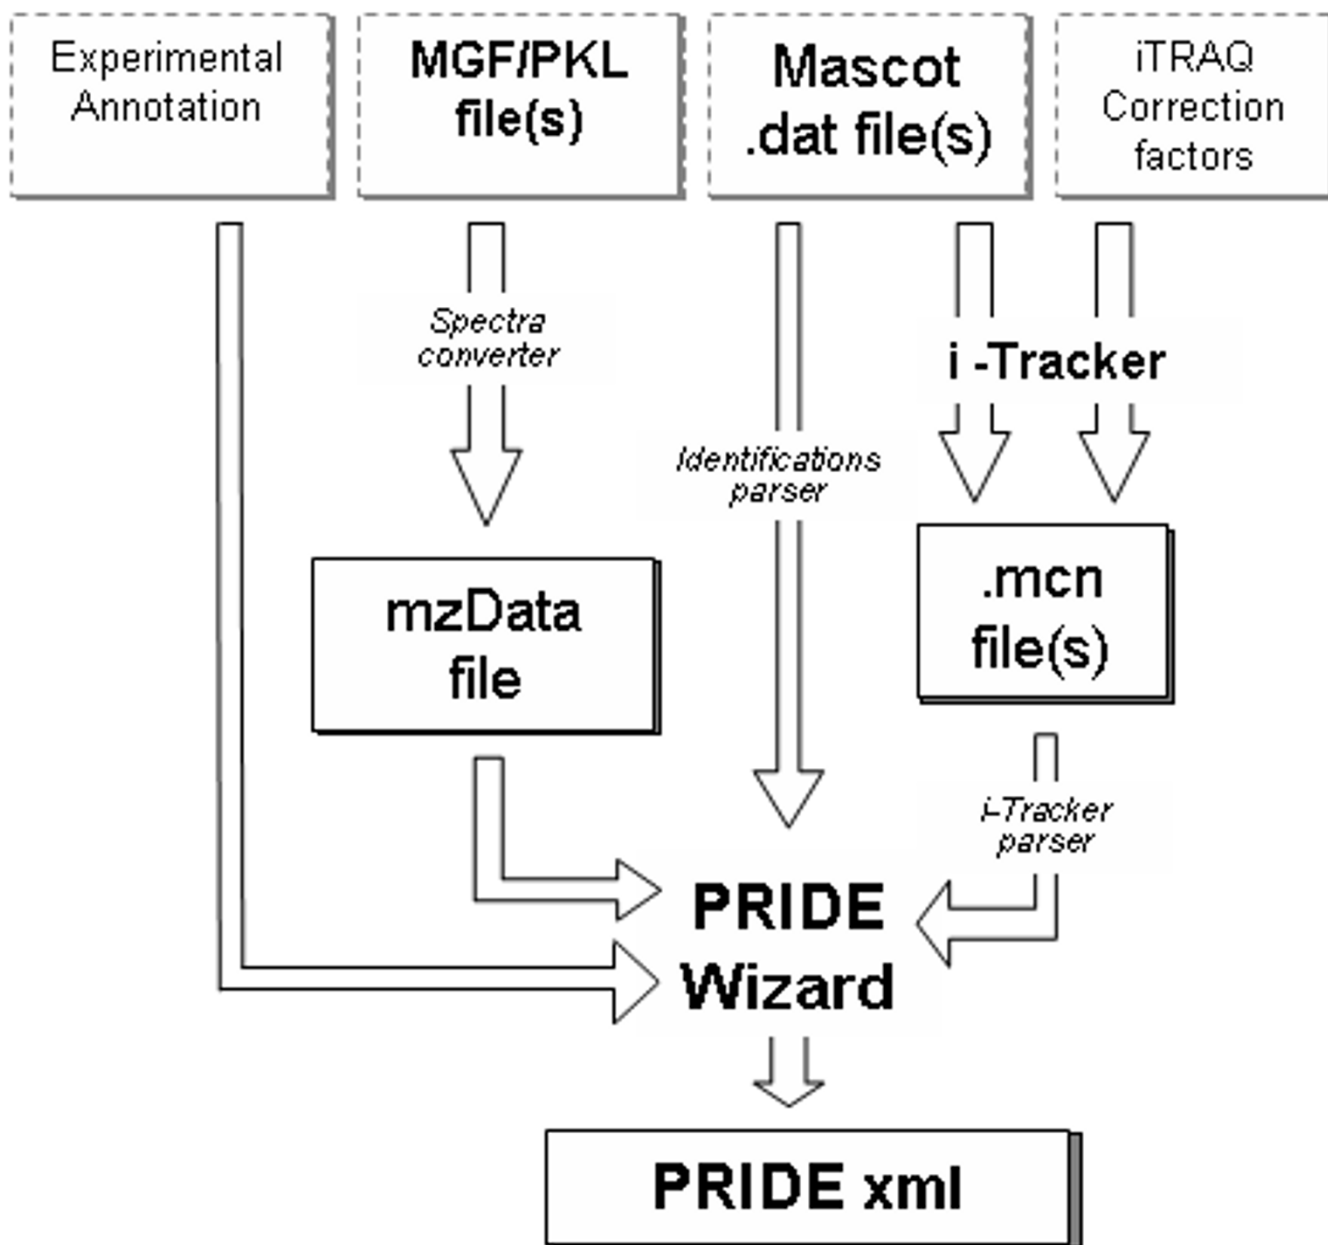 Experimental
Annotation
MGF/PKL
file(s)
Mascot
.dat file(s)
iTRAQ
Correction
factors
Spectra
converter
i -Tracker
Identifications
parser
mzData
file
.mcn
file(s)
i-Tracker
parser
PRIDE
Wizard
PRIDE xml